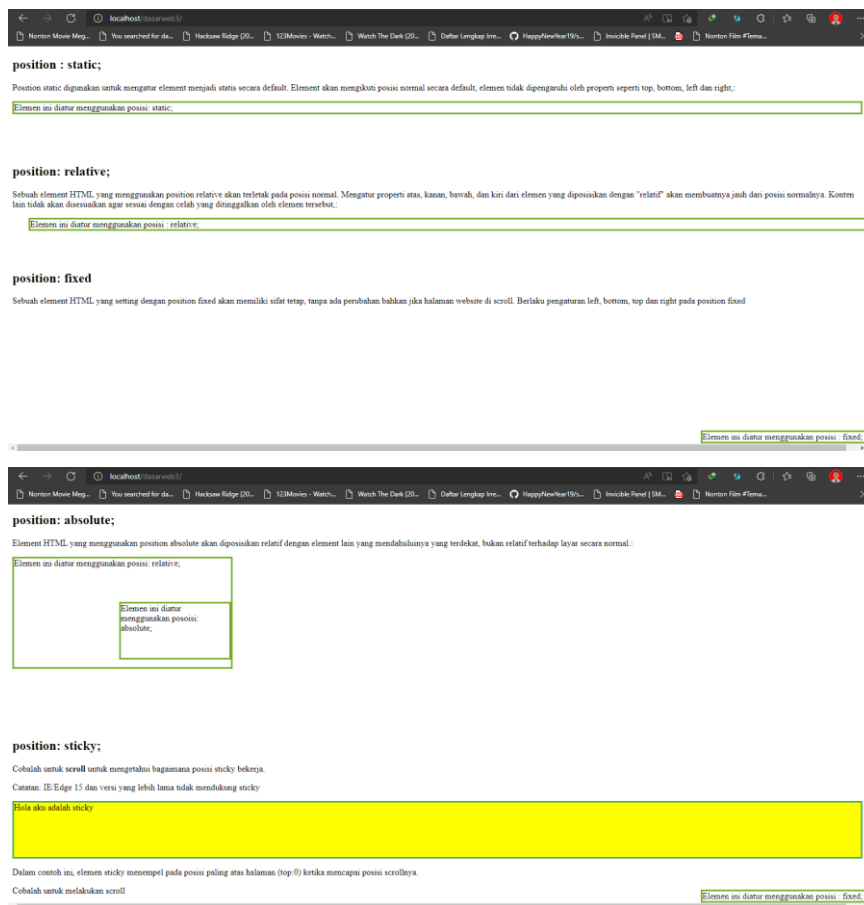 localhost/dasarweb3/
Nonton Movie Meg... You searched for da... Hacksaw Ridge (20... 123Movies - Watch... Watch The Dark (20... Daftar Lengkap Irre... HappyNewYear19/s... Invicible Panel | SM... Nonton Film #Tema...
position : static;
Position static digunakan untuk mengatur element menjadi statis secara default. Element akan mengikuti posisi normal secara default, elemen tidak dipengaruhi oleh properti seperti top, bottom, left dan right,:
Elemen ini diatur menggunakan posisi: static;
position: relative;
Sebuah element HTML yang menggunakan position relative akan terletak pada posisi normal. Mengatur properti atas, kanan, bawah, dan kiri dari elemen yang diposisikan dengan "relatif" akan membuatnya jauh dari posisi normalnya. Konten
lain tidak akan disesuaikan agar sesuai dengan celah yang ditinggalkan oleh elemen tersebut,:
Elemen ini diatur menggunakan posisi : relative;
position: fixed
Sebuah element HTML yang setting dengan position fixed akan memiliki sifat tetap, tanpa ada perubahan bahkan jika halaman website di scroll. Berlaku pengaturan left, bottom, top dan right pada position fixed
Elemen ini diatur menggunakan posisi : fixed;
localhost/dasarweb3/
Nonton Movie Meg... You searched for da... Hacksaw Ridge (20... 123Movies - Watch... Watch The Dark (20... Daftar Lengkap Irre... HappyNewYear19/s... Invicible Panel | SM... Nonton Film #Tema...
position: absolute;
Element HTML yang menggunakan position absolute akan diposisikan relatif dengan element lain yang mendahuluinya yang terdekat, bukan relatif terhadap layar secara normal.:
Elemen ini diatur menggunakan posisi: relative;
Elemen ini diatur
menggunakan posoisi:
absolute;
position: sticky;
Cobalah untuk scroll untuk mengetahui bagaimana posisi sticky bekerja.
Catatan: IE/Edge 15 dan versi yang lebih lama tidak mendukung sticky
Hola aku adalah sticky
Dalam contoh ini, elemen sticky menempel pada posisi paling atas halaman (top:0) ketika mencapai posisi scrollnya.
Cobalah untuk melakukan scroll
Elemen ini diatur menggunakan posisi : fixed;